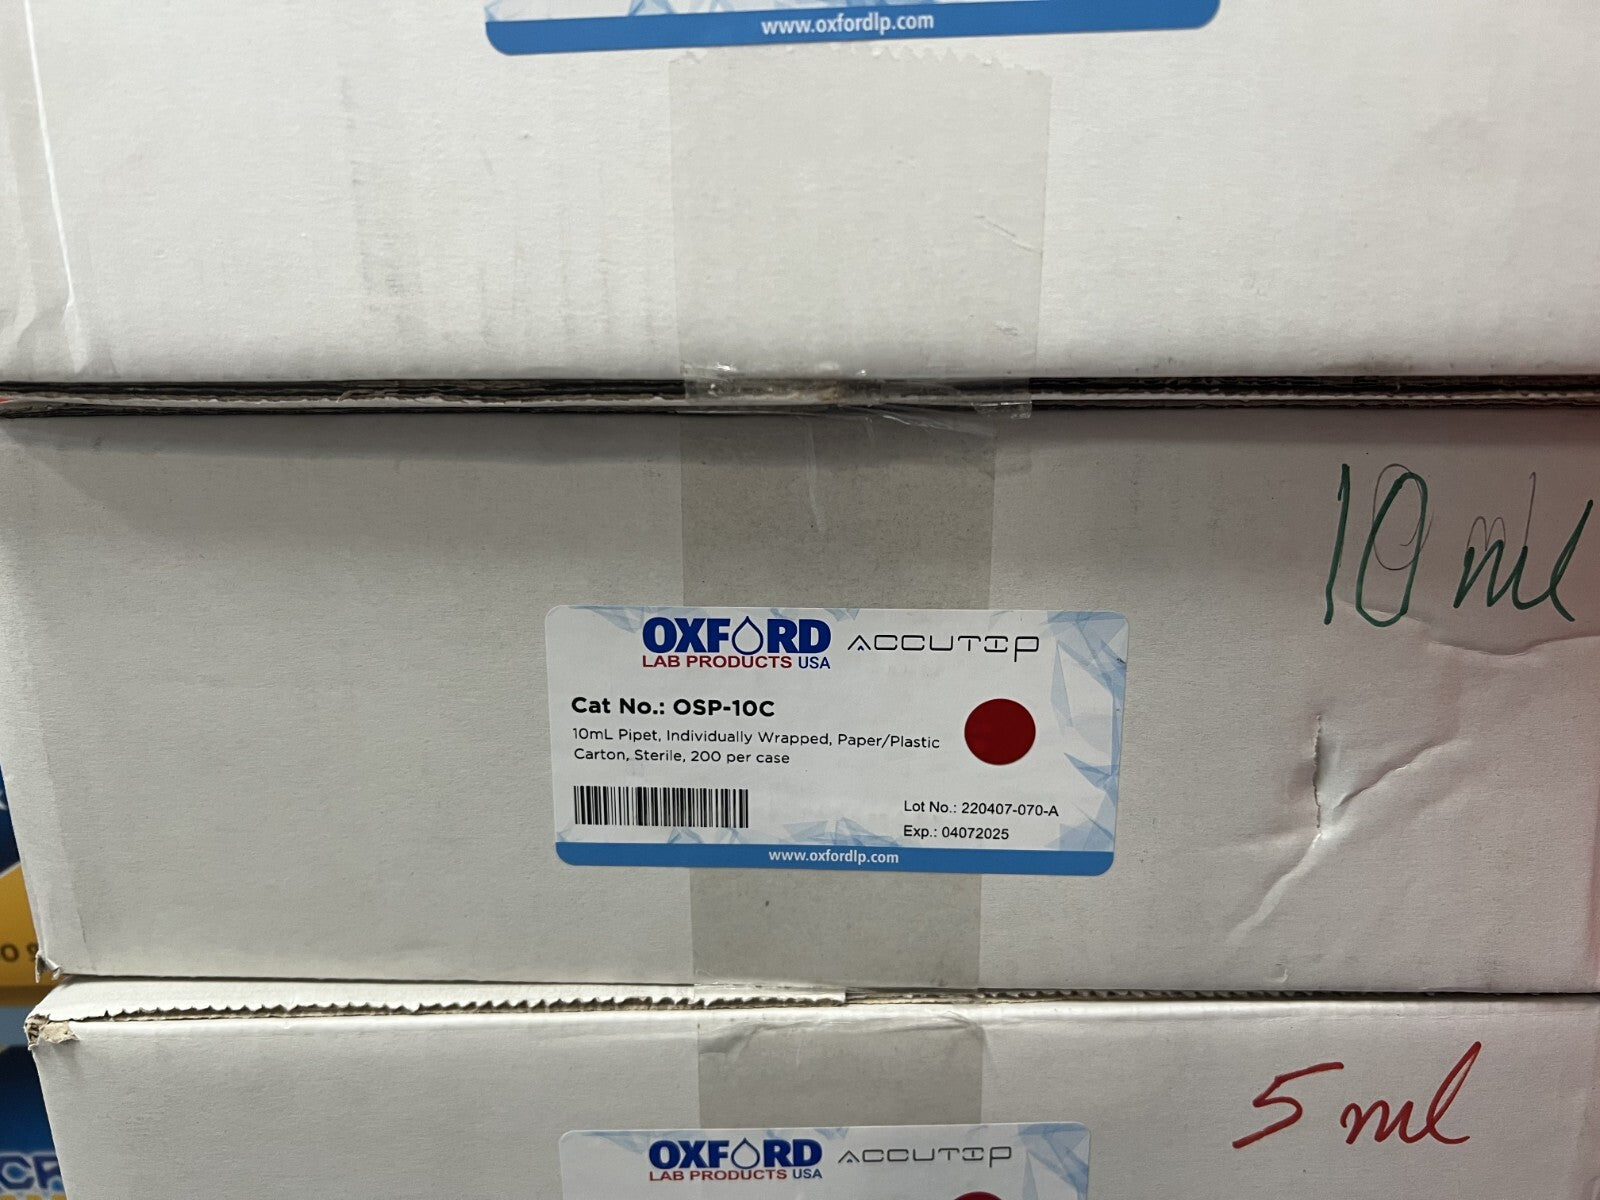 www.oxfordlp.com
10 ml
OXFORD ACCUTIP
LAB PRODUCTS USA
Cat No.: OSP-10C
10mL Pipet, Individually Wrapped, Paper/Plastic
Carton, Sterile, 200 per case
Lot No.: 220407-070-A
Exp.: 04072025
www.oxfordlp.com
5 ml
OXFORD ACCUTIP
LAB PRODUCTS USA